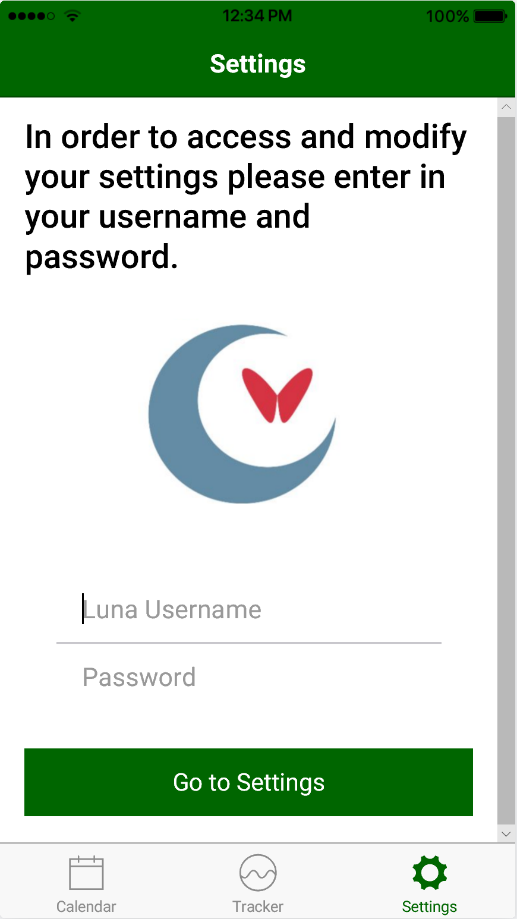 12:34 PM 100%
Settings
In order to access and modify
your settings please enter in
your username and
password.
Luna Username
Password
Go to Settings
Calendar Tracker Settings